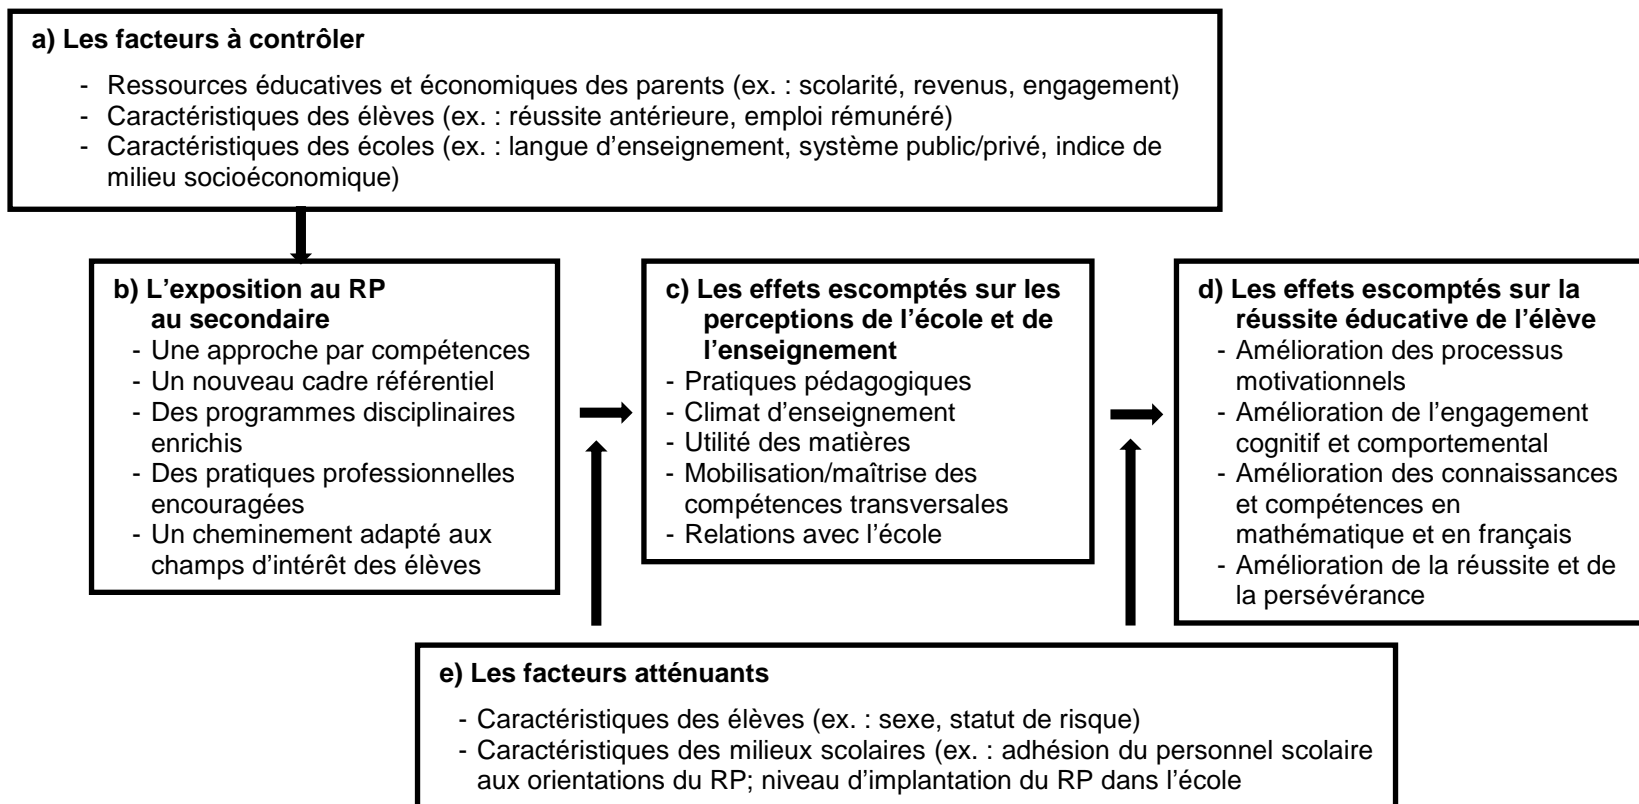 a) Les facteurs à contrôler
- Ressources éducatives et économiques des parents (ex. : scolarité, revenus, engagement)
- Caractéristiques des élèves (ex. : réussite antérieure, emploi rémunéré)
- Caractéristiques des écoles (ex. : langue d’enseignement, système public/privé, indice de
milieu socioéconomique)
b) L’exposition au RP
au secondaire
- Une approche par compétences
- Un nouveau cadre référentiel
- Des programmes disciplinaires
enrichis
- Des pratiques professionnelles
encouragées
- Un cheminement adapté aux
champs d’intérêt des élèves
c) Les effets escomptés sur les
perceptions de l’école et de
l’enseignement
- Pratiques pédagogiques
- Climat d’enseignement
- Utilité des matières
- Mobilisation/maîtrise des
compétences transversales
- Relations avec l’école
d) Les effets escomptés sur la
réussite éducative de l’élève
- Amélioration des processus
motivationnels
- Amélioration de l’engagement
cognitif et comportemental
- Amélioration des connaissances
et compétences en
mathématique et en français
- Amélioration de la réussite et de
la persévérance
e) Les facteurs atténuants
- Caractéristiques des élèves (ex. : sexe, statut de risque)
- Caractéristiques des milieux scolaires (ex. : adhésion du personnel scolaire
aux orientations du RP; niveau d’implantation du RP dans l’école